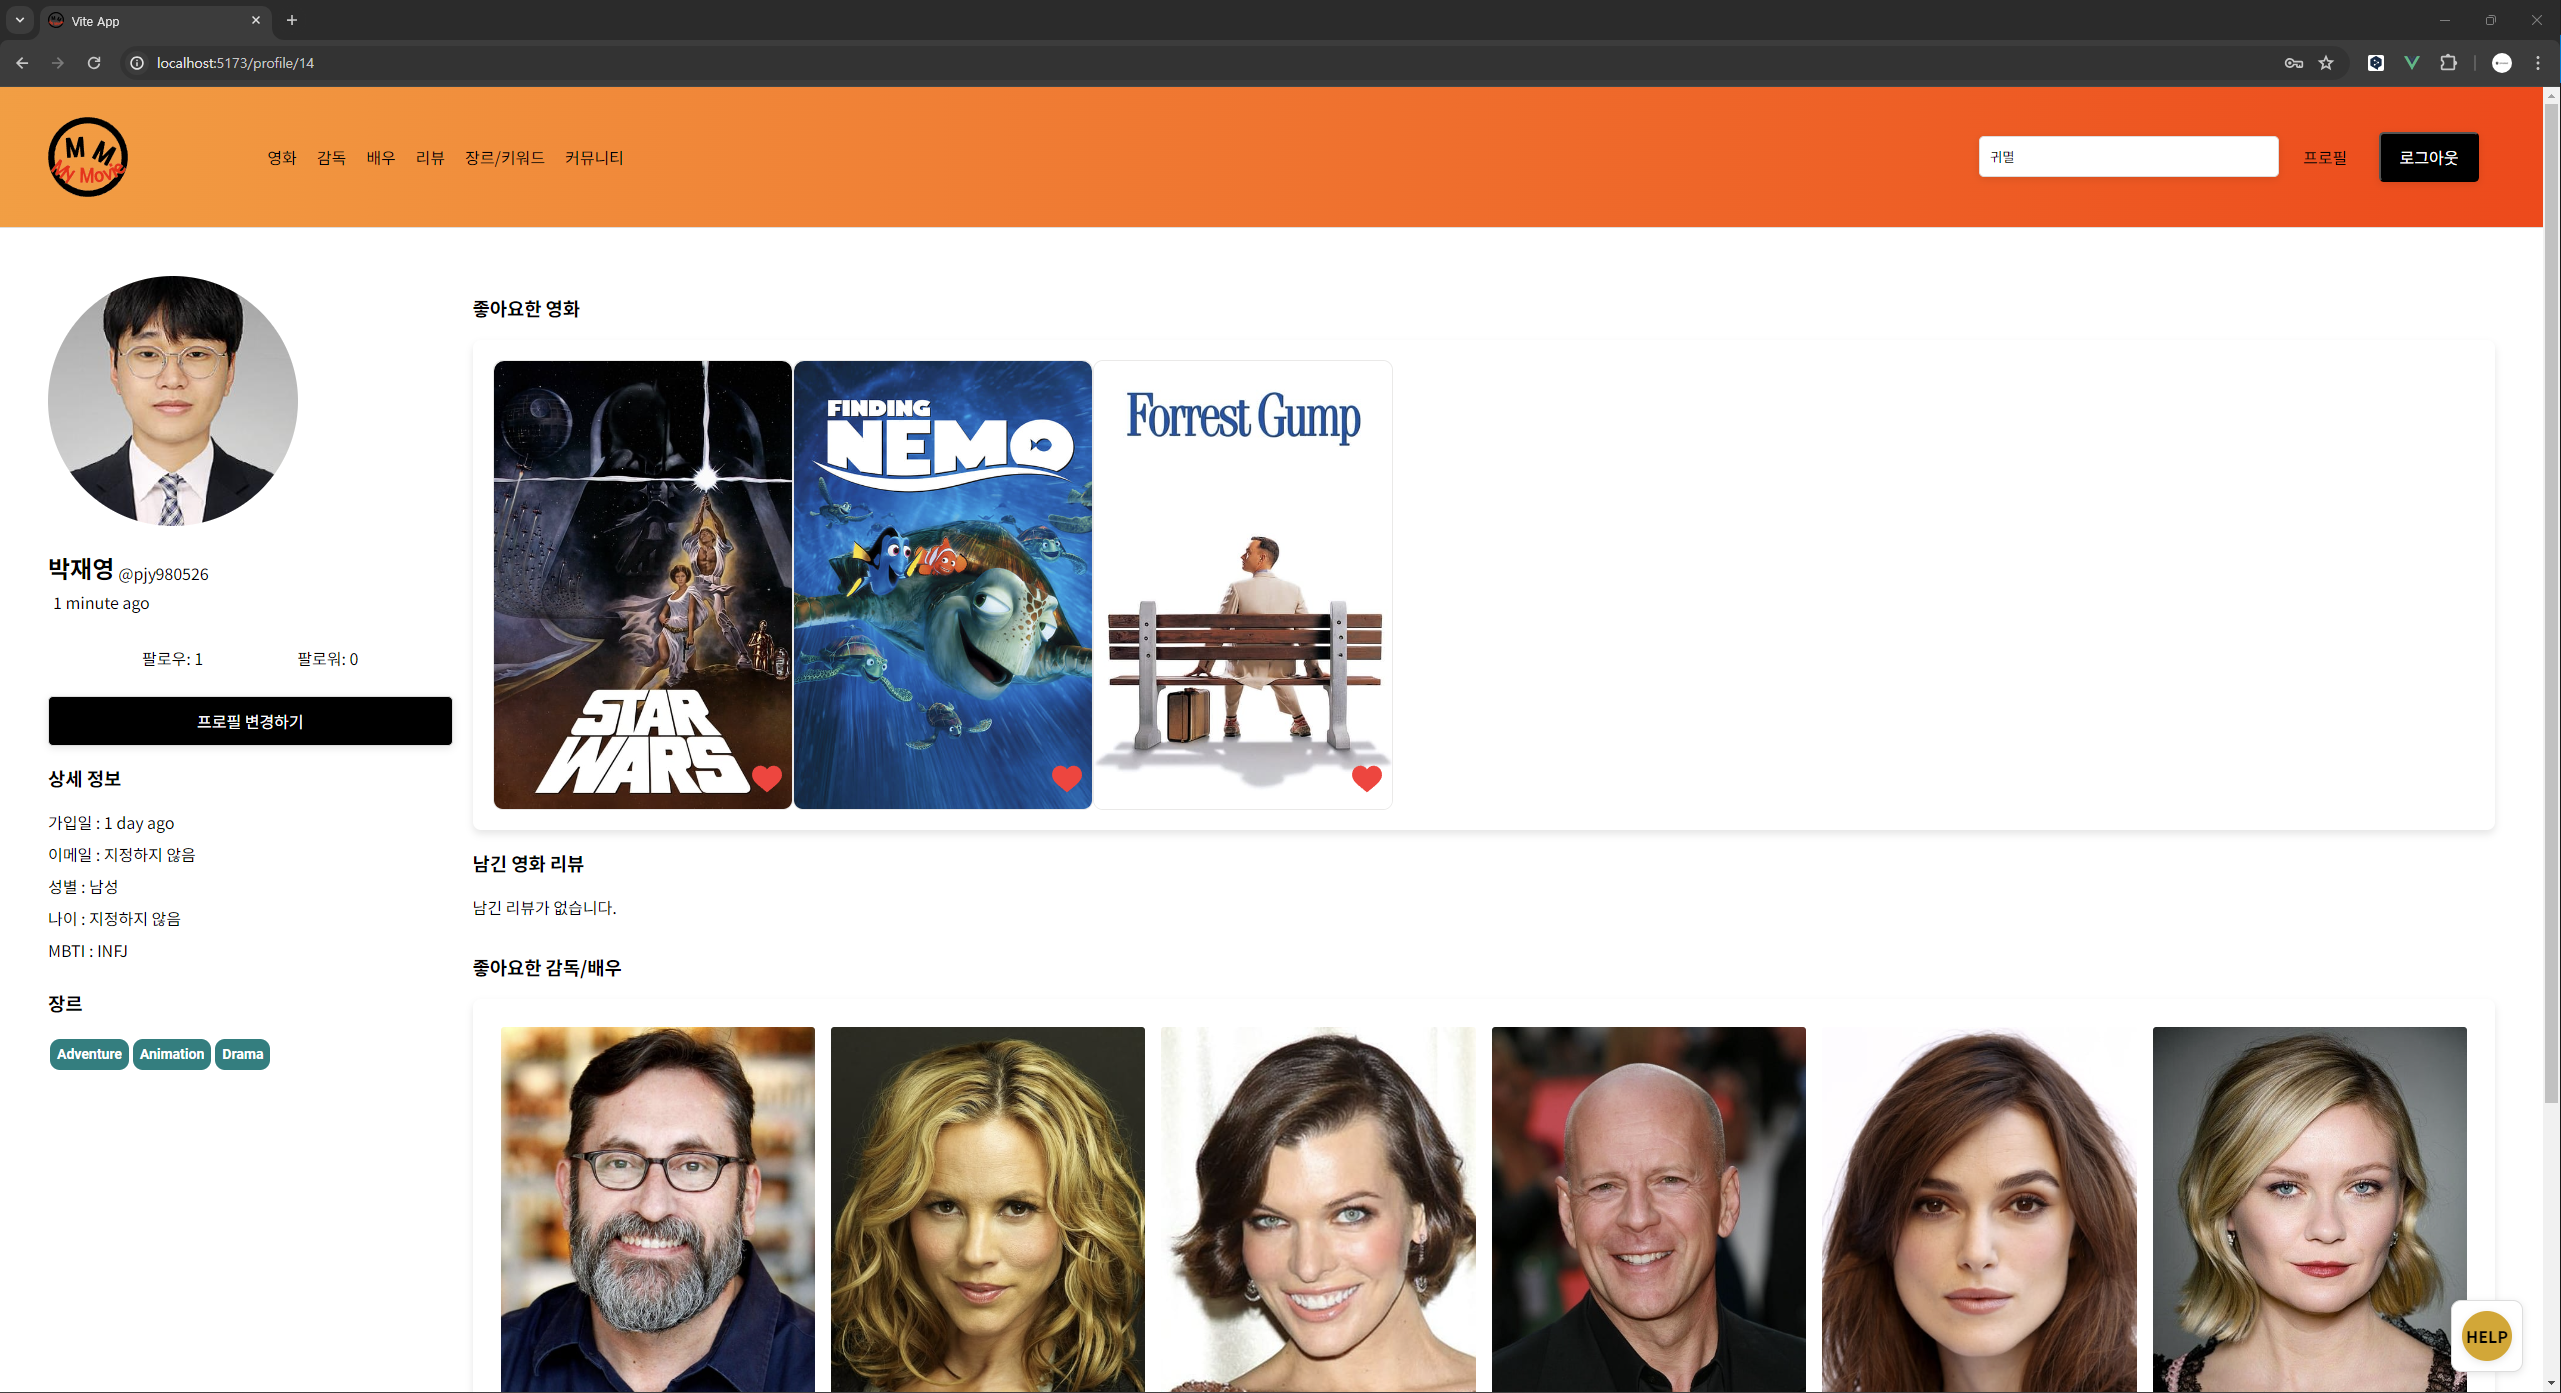 Vite App
localhost:5173/profile/14
M M
My Movie
영화 감독 배우 리뷰 장르/키워드 커뮤니티
귀멸
프로필
로그아웃
박재영 @pjy980526
1 minute ago
팔로우: 1 팔로워: 0
프로필 변경하기
상세 정보
가입일 : 1 day ago
이메일 : 지정하지 않음
성별 : 남성
나이 : 지정하지 않음
MBTI : INFJ
장르
Adventure Animation Drama
좋아요한 영화
STAR
WARS
FINDING
NEMO
Forrest Gump
남긴 영화 리뷰
남긴 리뷰가 없습니다.
좋아요한 감독/배우
HELP